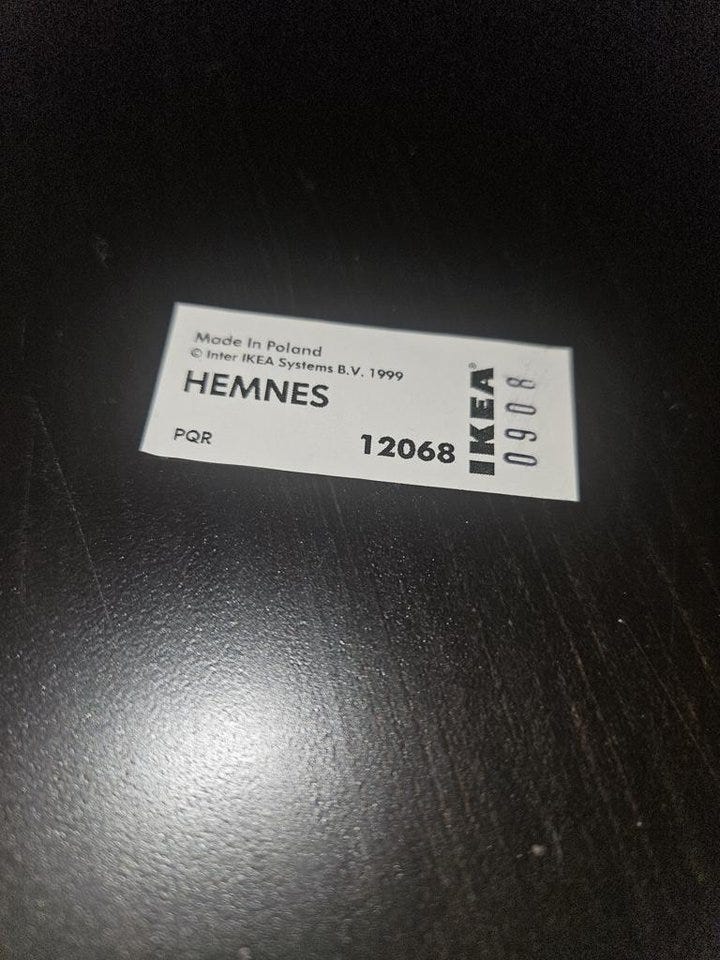 Made In Poland
© Inter IKEA Systems B.V. 1999
HEMNES
PQR
12068
IKEA®
0908